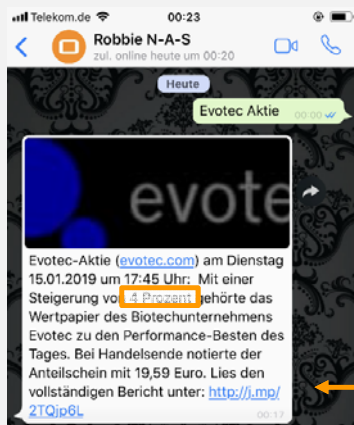 Telekom.de 00:23
Robbie N-A-S
zul. online heute um 00:20
Heute
Evotec Aktie 00:00
evote
Evotec-Aktie (evotec.com) am Dienstag
15.01.2019 um 17:45 Uhr: Mit einer
Steigerung von 4 Prozent gehörte das
Wertpapier des Biotechunternehmens
Evotec zu den Performance-Besten des
Tages. Bei Handelsende notierte der
Anteilschein mit 19,59 Euro. Lies den
vollständigen Bericht unter: http://j.mp/
2TQjp6L 00:17